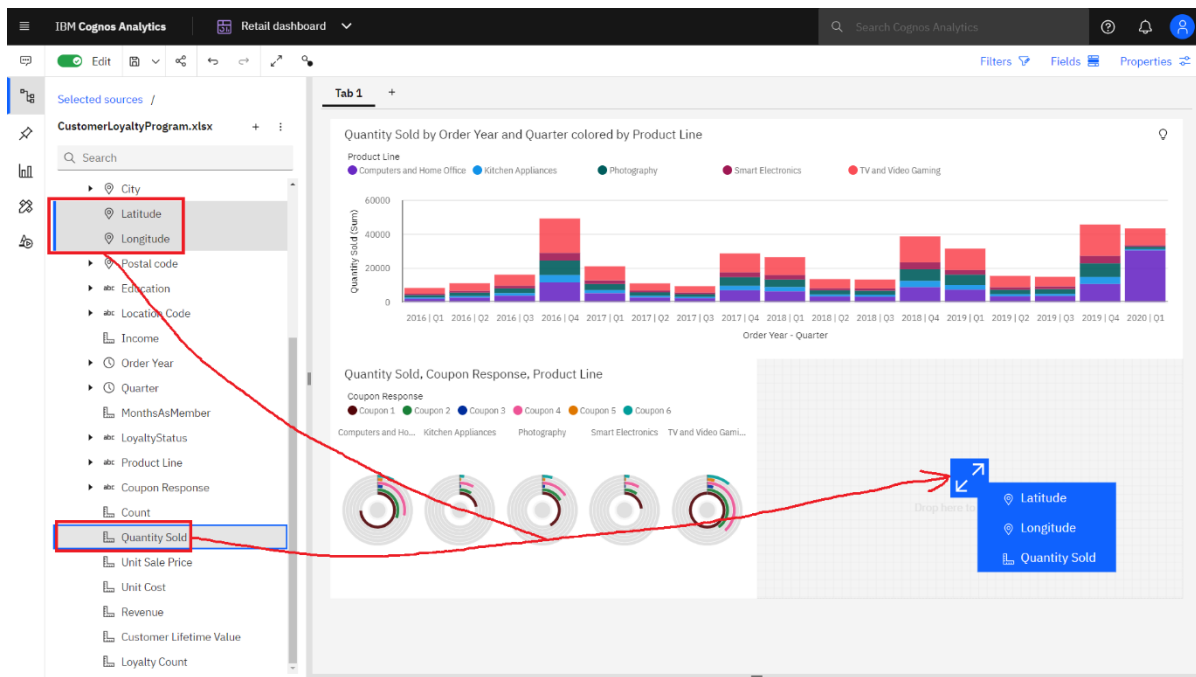 IBM Cognos Analytics
Retail dashboard
Search Cognos Analytics
Edit
Filters
Fields
Properties
Selected sources /
CustomerLoyaltyProgram.xlsx
Search
City
Latitude
Longitude
Postal code
abc Education
abc Location Code
Income
Order Year
Quarter
MonthsAsMember
abc LoyaltyStatus
abc Product Line
abc Coupon Response
Count
Quantity Sold
Unit Sale Price
Unit Cost
Revenue
Customer Lifetime Value
Loyalty Count
Tab 1 +
Quantity Sold by Order Year and Quarter colored by Product Line
Product Line
Computers and Home Office Kitchen Appliances Photography Smart Electronics TV and Video Gaming
Quantity Sold (Sum)
60000
40000
20000
0
2016 | Q1 2016 | Q2 2016 | Q3 2016 | Q4 2017 | Q1 2017 | Q2 2017 | Q3 2017 | Q4 2018 | Q1 2018 | Q2 2018 | Q3 2018 | Q4 2019 | Q1 2019 | Q2 2019 | Q3 2019 | Q4 2020 | Q1
Order Year - Quarter
Quantity Sold, Coupon Response, Product Line
Coupon Response
Coupon 1 Coupon 2 Coupon 3 Coupon 4 Coupon 5 Coupon 6
Computers and Ho... Kitchen Appliances Photography Smart Electronics TV and Video Gami...
Drop here to
Latitude
Longitude
Quantity Sold